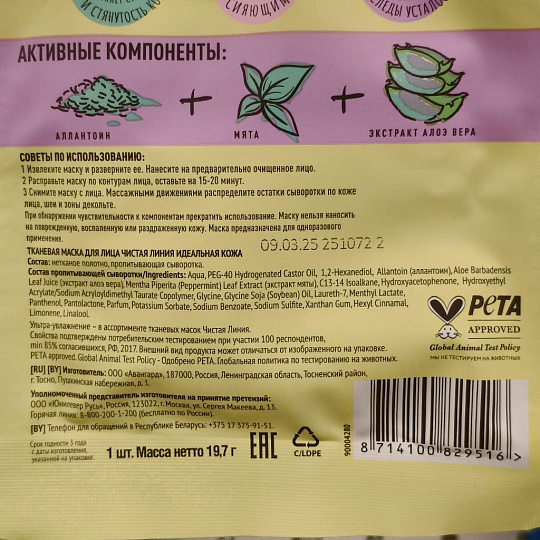 И СТЯНУТОСТЬ КО
СИЯЮЩИМ
СЛЕДЫ УСТАЛО
АКТИВНЫЕ КОМПОНЕНТЫ:
АЛЛАНТОИН + МЯТА + ЭКСТРАКТ АЛОЭ ВЕРА
СОВЕТЫ ПО ИСПОЛЬЗОВАНИЮ:
1 Извлеките маску и разверните ее. Нанесите на предварительно очищенное лицо.
2 Расправьте маску по контурам лица, оставьте на 15-20 минут.
3 Снимите маску с лица. Массажными движениями распределите остатки сыворотки по коже
лица, шеи и зоны декольте.
При обнаружении чувствительности к компонентам прекратить использование. Маску нельзя наносить
на поврежденную, воспаленную или раздраженную кожу. Маска предназначена для одноразового
применения.
09.03.25 251072 2
ТКАНЕВАЯ МАСКА ДЛЯ ЛИЦА ЧИСТАЯ ЛИНИЯ ИДЕАЛЬНАЯ КОЖА
Состав: нетканое полотно, пропитывающая сыворотка.
Состав пропитывающей сыворотки/Ingredients: Aqua, PEG-40 Hydrogenated Castor Oil, 1,2-Hexanediol, Allantoin (аллантоин), Aloe Barbadensis
Leaf Juice (экстракт алоэ вера), Mentha Piperita (Peppermint) Leaf Extract (экстракт мяты), C13-14 Isoalkane, Hydroxyacetophenone, Hydroxyethyl
Acrylate/Sodium Acryloyldimethyl Taurate Copolymer, Glycine, Glycine Soja (Soybean) Oil, Laureth-7, Menthyl Lactate,
Panthenol, Pantolactone, Parfum, Potassium Sorbate, Sodium Benzoate, Sodium Sulfite, Xanthan Gum, Hexyl Cinnamal,
Limonene, Linalool.
Ультра-увлажнение – в ассортименте тканевых масок Чистая Линия.
Свойства подтверждены потребительским тестированием при участии 100 респондентов,
min 85% согласившихся, РФ, 2017. Внешний вид продукта может отличаться от изображенного на упаковке.
PETA approved. Global Animal Test Policy - Одобрено PETA. Глобальная политика по тестированию на животных.
PETA
APPROVED
Global Animal Test Policy
МЫ НЕ ТЕСТИРУЕМ НА ЖИВОТНЫХ
[RU] [BY] Изготовитель: ООО «Авангард», 187000, Россия, Ленинградская область, Тосненский район,
г. Тосно, Пушкинская набережная, д. 1.
Уполномоченный представитель изготовителя на принятие претензий:
ООО «Юнилевер Русь», Россия, 123022, г. Москва, ул. Сергея Макеева, д. 13.
Горячая линия: 8-800-200-1-200 (бесплатно по России).
[BY] Телефон для обращений в Республике Беларусь: +375 17 375-91-51.
Срок годности 3 года
с даты изготовления,
указанной на упаковке.
1 шт. Масса нетто 19,7 г
EAC
C/LDPE
90004280
8 714100 829516 >